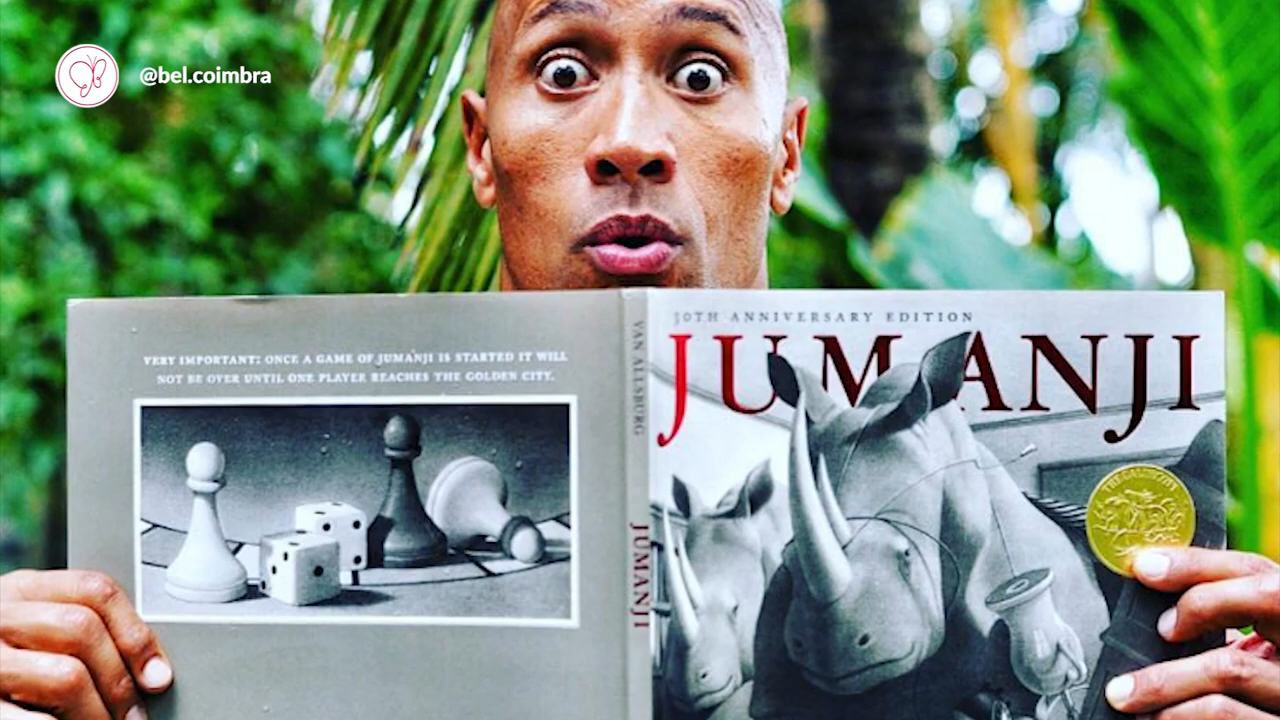 @bel.coimbra
VERY IMPORTANT: ONCE A GAME OF JUMANJI IS STARTED IT WILL
NOT BE OVER UNTIL ONE PLAYER REACHES THE GOLDEN CITY.
VAN ALLSBURG
JUMANJI
30TH ANNIVERSARY EDITION
JUMANJI